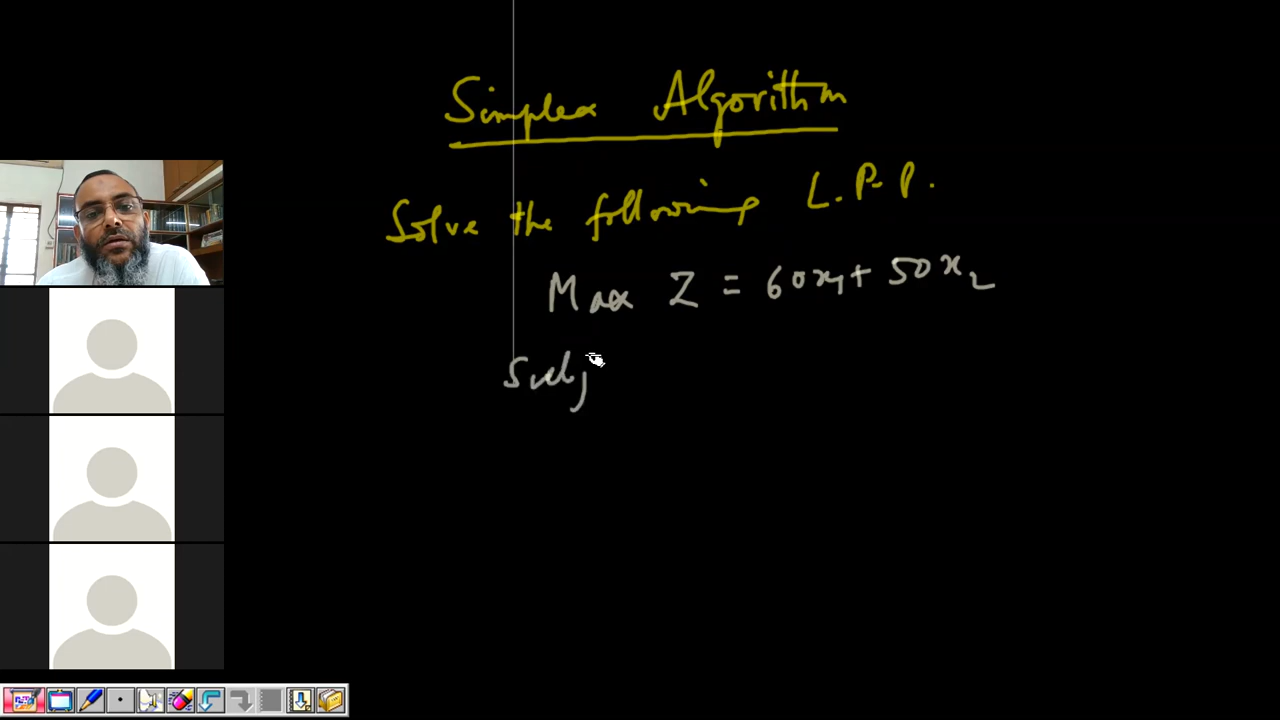 Simplex Algorithm
Solve the following L.P.P.
Max Z = 60x₁ + 50x₂
Subj